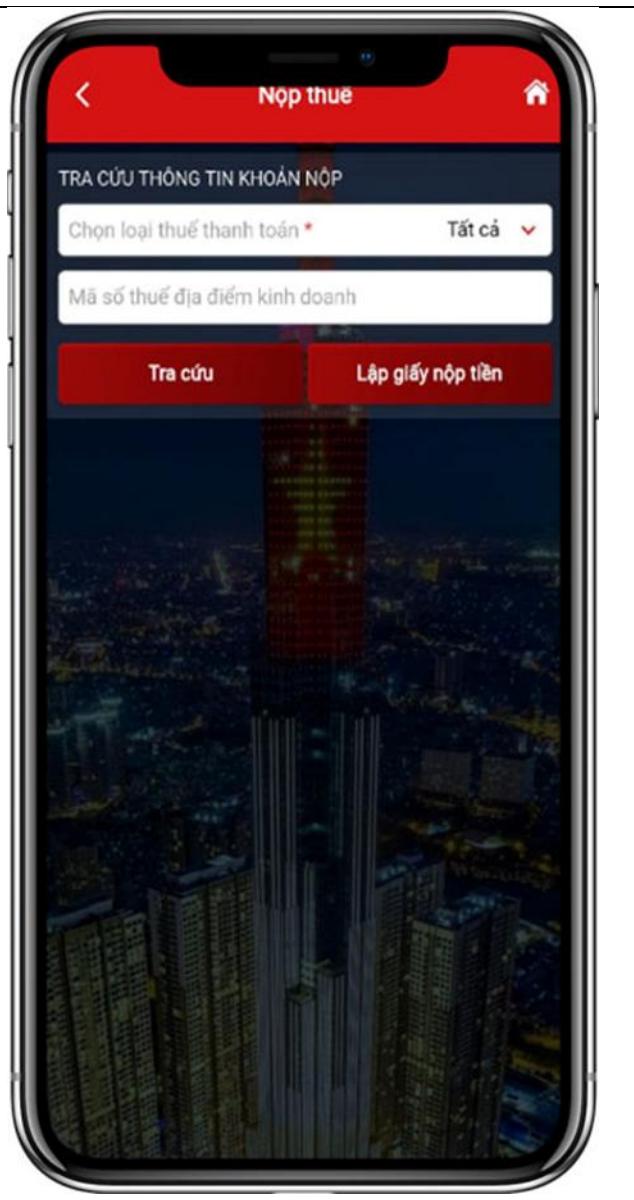 Nộp thuế
TRA CỨU THÔNG TIN KHOẢN NỘP
Chọn loại thuế thanh toán * Tất cả
Mã số thuế địa điểm kinh doanh
Tra cứu Lập giấy nộp tiền